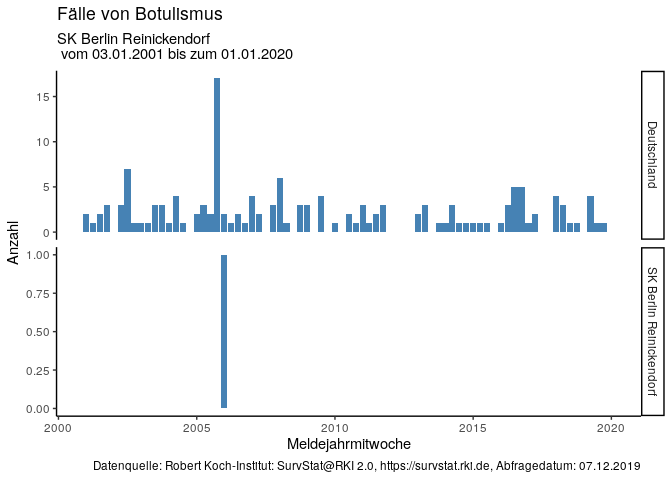 Fälle von Botulismus
SK Berlin Reinickendorf
vom 03.01.2001 bis zum 01.01.2020
Anzahl
15
10
5
0
Deutschland
1.00
0.75
0.50
0.25
0.00
SK Berlin Reinickendorf
2000 2005 2010 2015 2020
Meldejahrmitwoche
Datenquelle: Robert Koch-Institut: SurvStat@RKI 2.0, https://survstat.rki.de, Abfragedatum: 07.12.2019